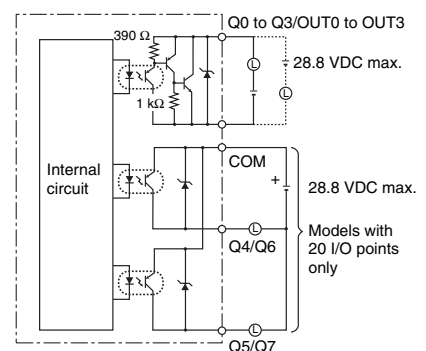 Q0 to Q3/OUT0 to OUT3
390 Ω
L
28.8 VDC max.
L
1 kΩ
Internal
circuit
COM
+
28.8 VDC max.
L
Q4/Q6
Models with
20 I/O points
only
L
Q5/Q7